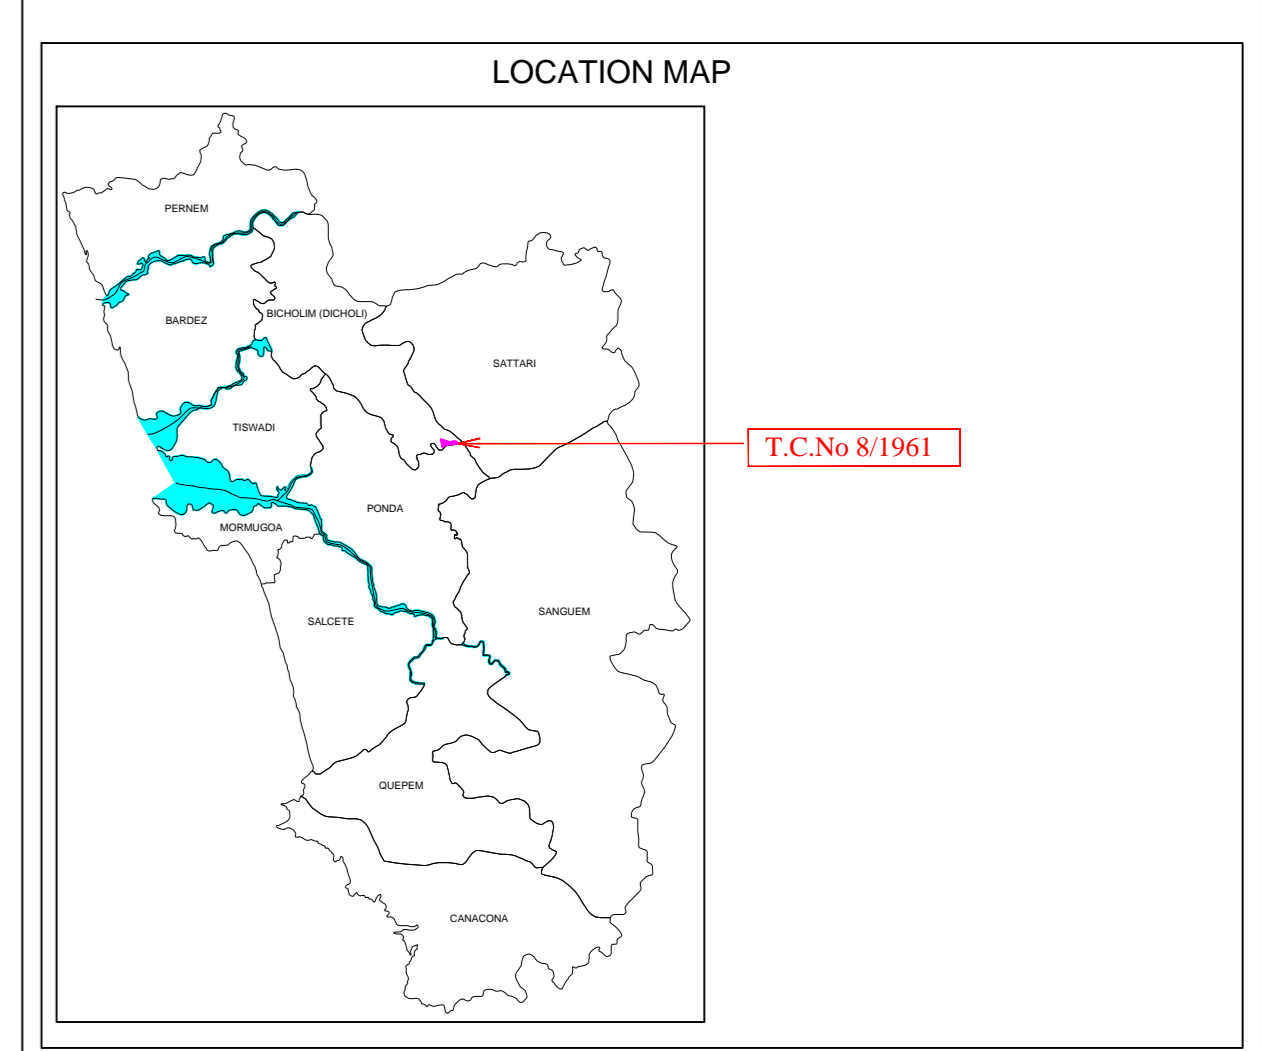 LOCATION MAP
PERNEM
BICHOLIM (DICHOLI)
BARDEZ
SATTARI
TISWADI
T.C.No 8/1961
PONDA
MORMUGOA
SANGUEM
SALCETE
QUEPEM
CANACONA